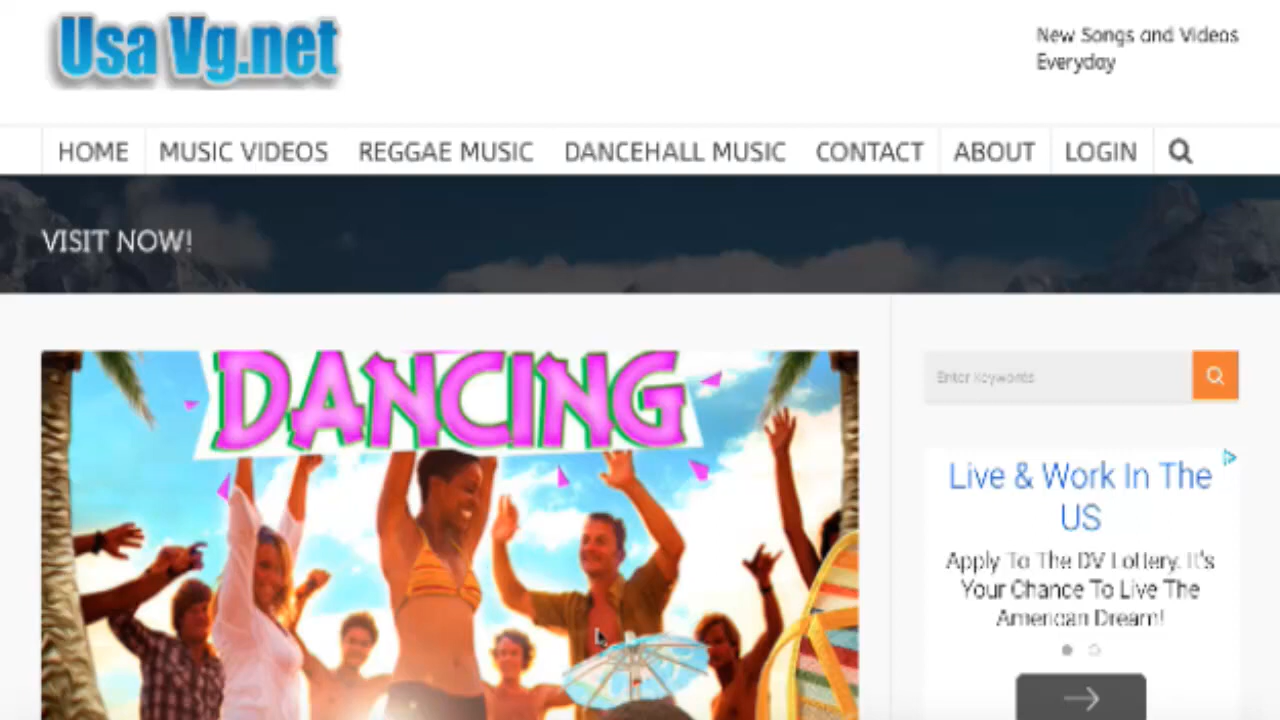 Usa Vg.net
New Songs and Videos
Everyday
HOME MUSIC VIDEOS REGGAE MUSIC DANCEHALL MUSIC CONTACT ABOUT LOGIN
VISIT NOW!
DANCING
Enter Keywords
Live & Work In The
US
Apply To The DV Lottery. It's
Your Chance To Live The
American Dream!